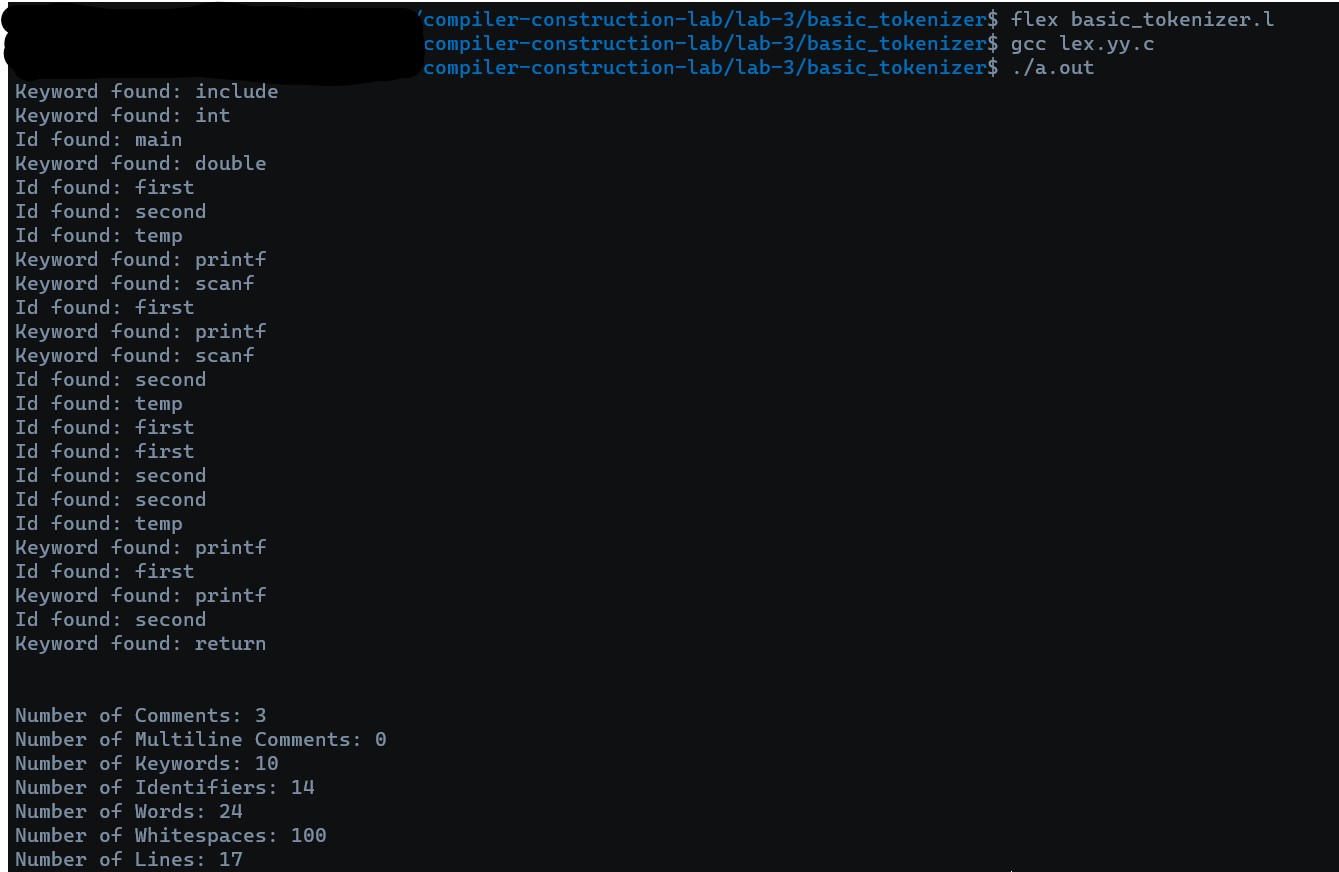 /compiler-construction-lab/lab-3/basic_tokenizer$ flex basic_tokenizer.l
compiler-construction-lab/lab-3/basic_tokenizer$ gcc lex.yy.c
compiler-construction-lab/lab-3/basic_tokenizer$ ./a.out
Keyword found: include
Keyword found: int
Id found: main
Keyword found: double
Id found: first
Id found: second
Id found: temp
Keyword found: printf
Keyword found: scanf
Id found: first
Keyword found: printf
Keyword found: scanf
Id found: second
Id found: temp
Id found: first
Id found: first
Id found: second
Id found: second
Id found: temp
Keyword found: printf
Id found: first
Keyword found: printf
Id found: second
Keyword found: return
Number of Comments: 3
Number of Multiline Comments: 0
Number of Keywords: 10
Number of Identifiers: 14
Number of Words: 24
Number of Whitespaces: 100
Number of Lines: 17